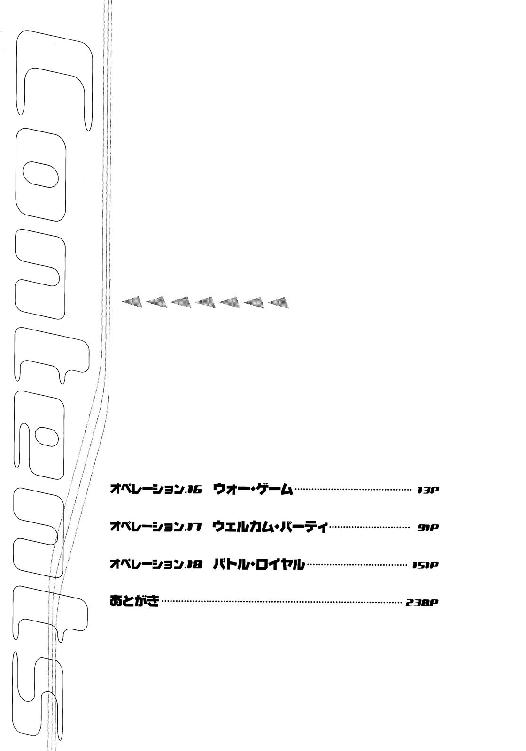 Contents
オペレーション.16 ウォー・ゲーム 13P
オペレーション.17 ウェルカム・パーティ 91P
オペレーション.18 バトル・ロイヤル 151P
あとがき 238P